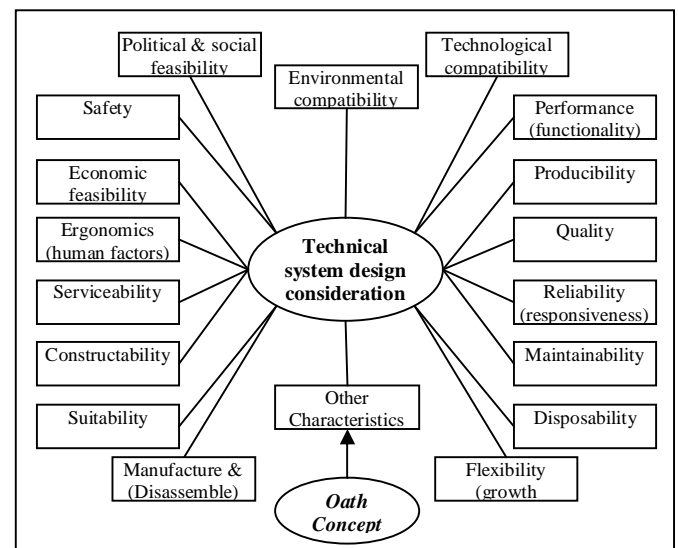 Political & social
feasibility
Environmental
compatibility
Technological
compatibility
Safety
Performance
(functionality)
Economic
feasibility
Producibility
Ergonomics
(human factors)
Technical
system design
consideration
Quality
Serviceability
Reliability
(responsiveness)
Constructability
Maintainability
Suitability
Other
Characteristics
Disposability
Manufacture &
(Disassemble)
Flexibility
(growth
Oath
Concept